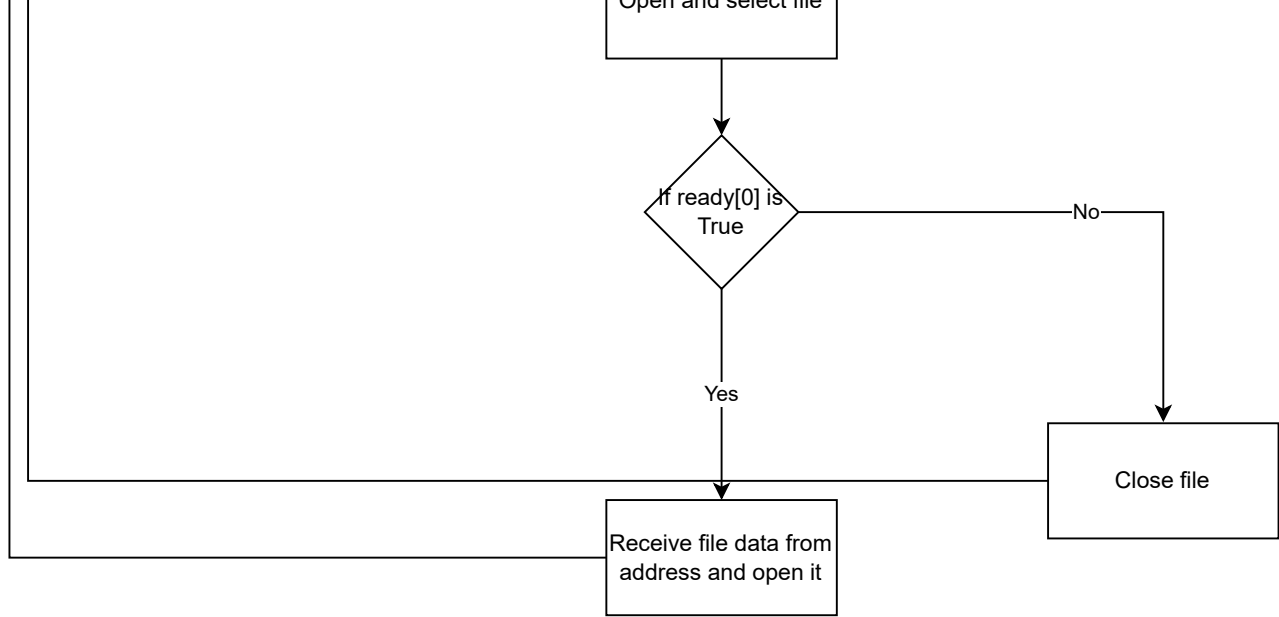 Open and select file
If ready[0] is
True
No
Yes
Close file
Receive file data from
address and open it